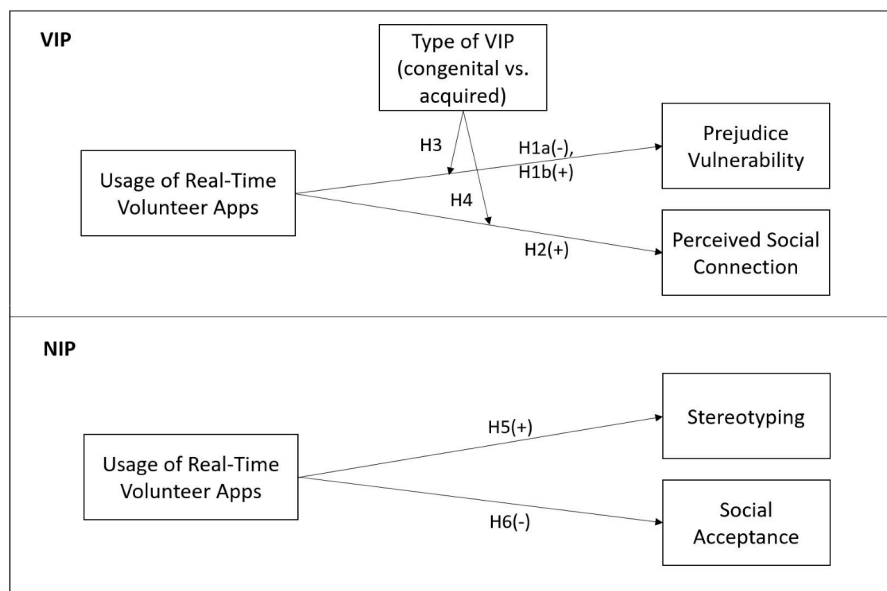 VIP
Type of VIP
(congenital vs.
acquired)
H3
H1a(-),
H1b(+)
Prejudice
Vulnerability
Usage of Real-Time
Volunteer Apps
H4
H2(+)
Perceived Social
Connection
NIP
Usage of Real-Time
Volunteer Apps
H5(+)
Stereotyping
H6(-)
Social
Acceptance